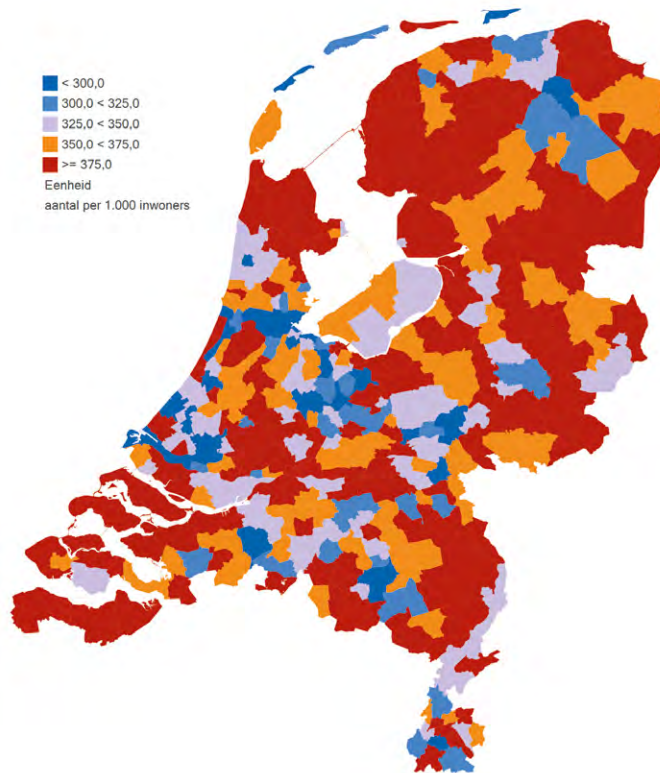 < 300,0
300,0 < 325,0
325,0 < 350,0
350,0 < 375,0
>= 375,0
Eenheid
aantal per 1.000 inwoners